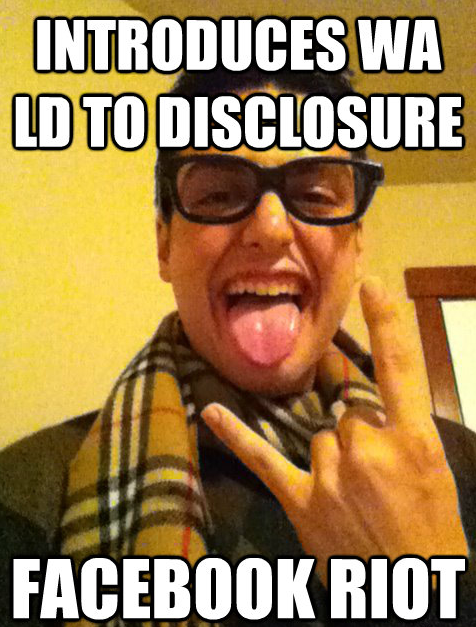 INTRODUCES WA
LD TO DISCLOSURE
FACEBOOK RIOT